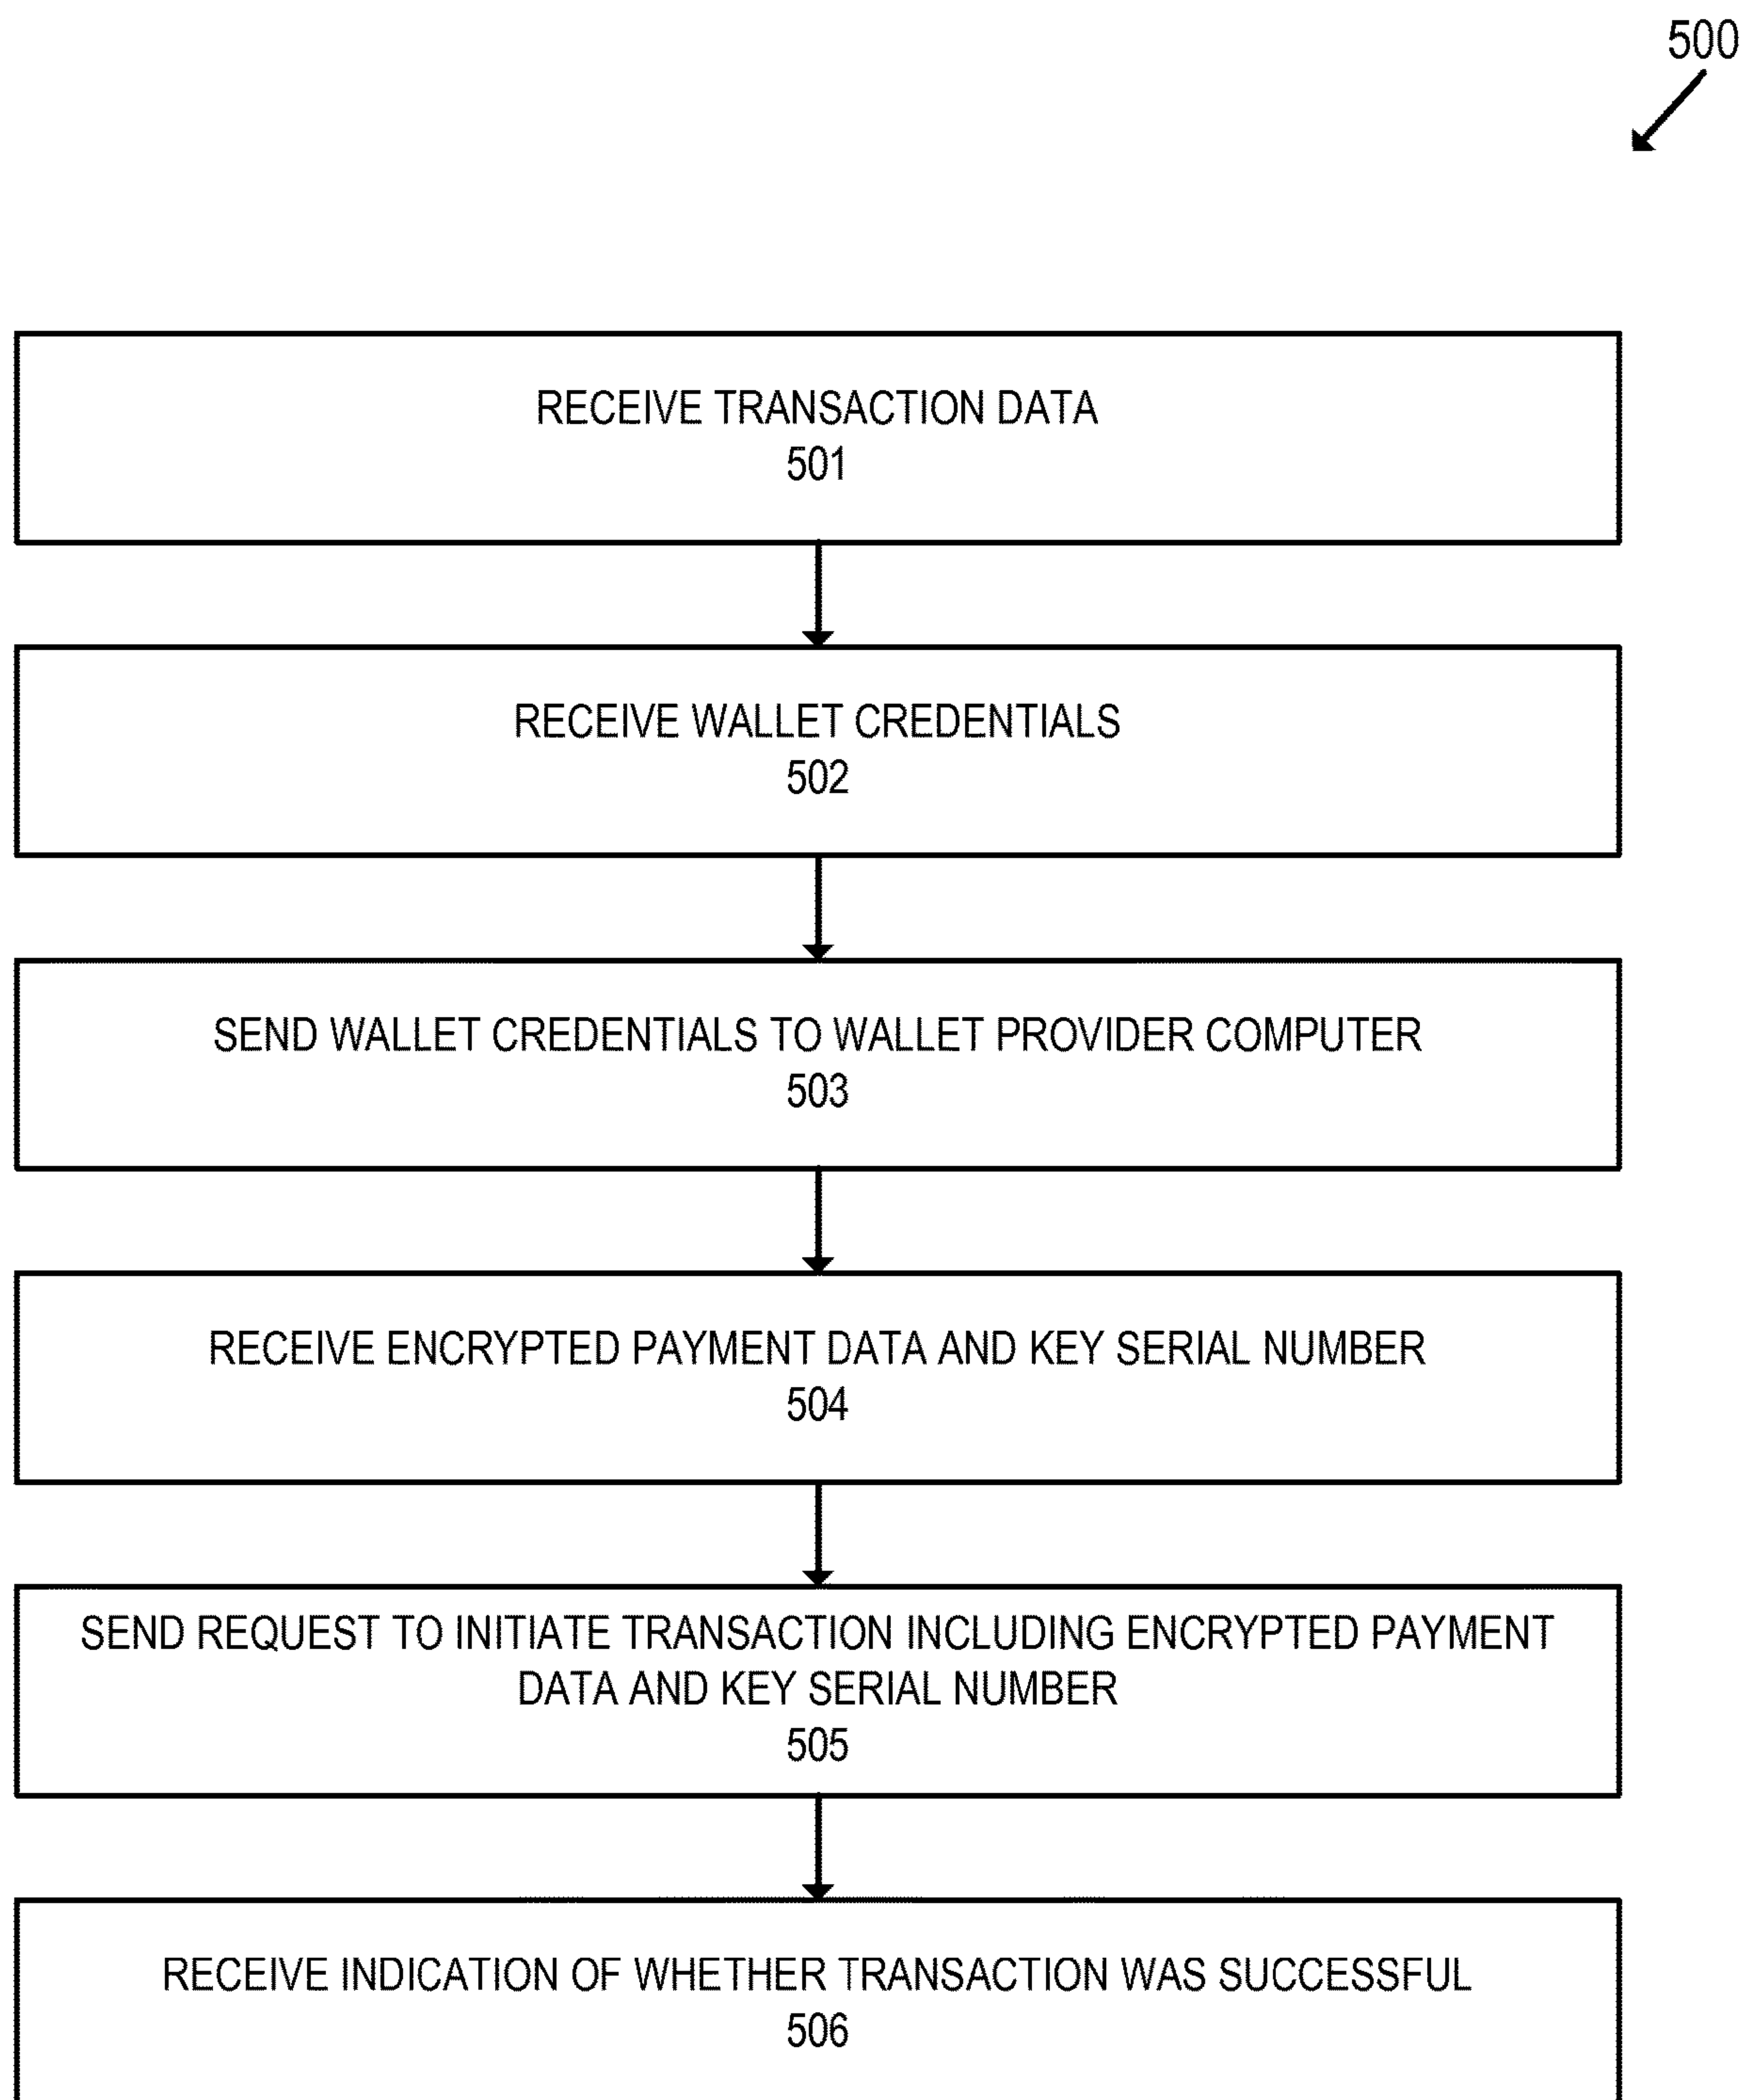 500
RECEIVE TRANSACTION DATA
501
RECEIVE WALLET CREDENTIALS
502
SEND WALLET CREDENTIALS TO WALLET PROVIDER COMPUTER
503
RECEIVE ENCRYPTED PAYMENT DATA AND KEY SERIAL NUMBER
504
SEND REQUEST TO INITIATE TRANSACTION INCLUDING ENCRYPTED PAYMENT
DATA AND KEY SERIAL NUMBER
505
RECEIVE INDICATION OF WHETHER TRANSACTION WAS SUCCESSFUL
506